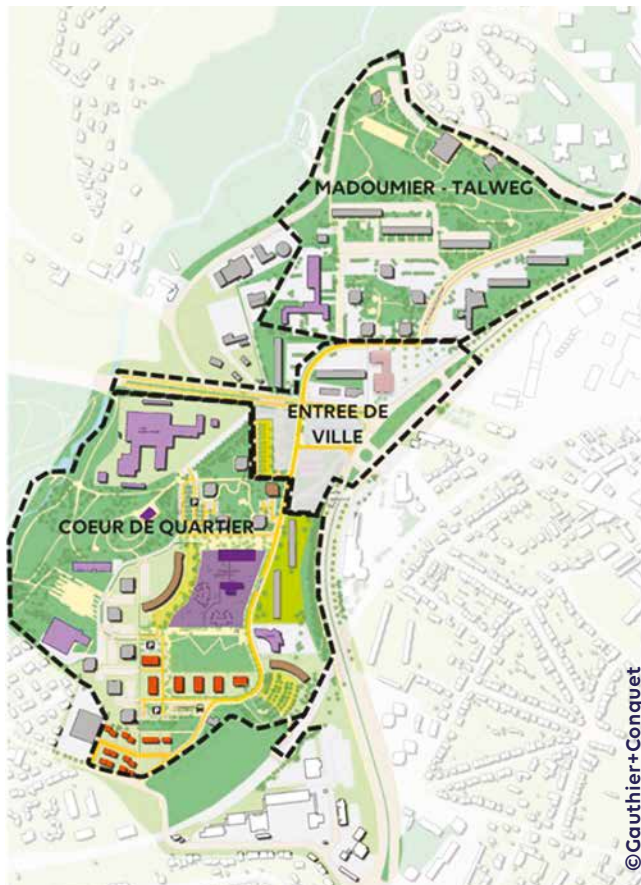 MADOUMIER - TALWEG
ENTREE DE
VILLE
COEUR DE QUARTIER
P
P
P
©Gauthier+Conquet